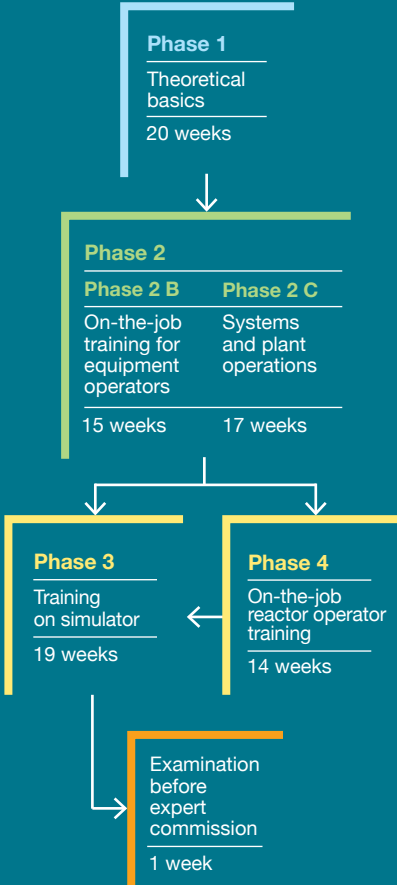 Phase 1
Theoretical
basics
20 weeks
Phase 2
Phase 2 B
On-the-job
training for
equipment
operators
15 weeks
Phase 2 C
Systems
and plant
operations
17 weeks
Phase 3
Training
on simulator
19 weeks
Phase 4
On-the-job
reactor operator
training
14 weeks
Examination
before
expert
commission
1 week